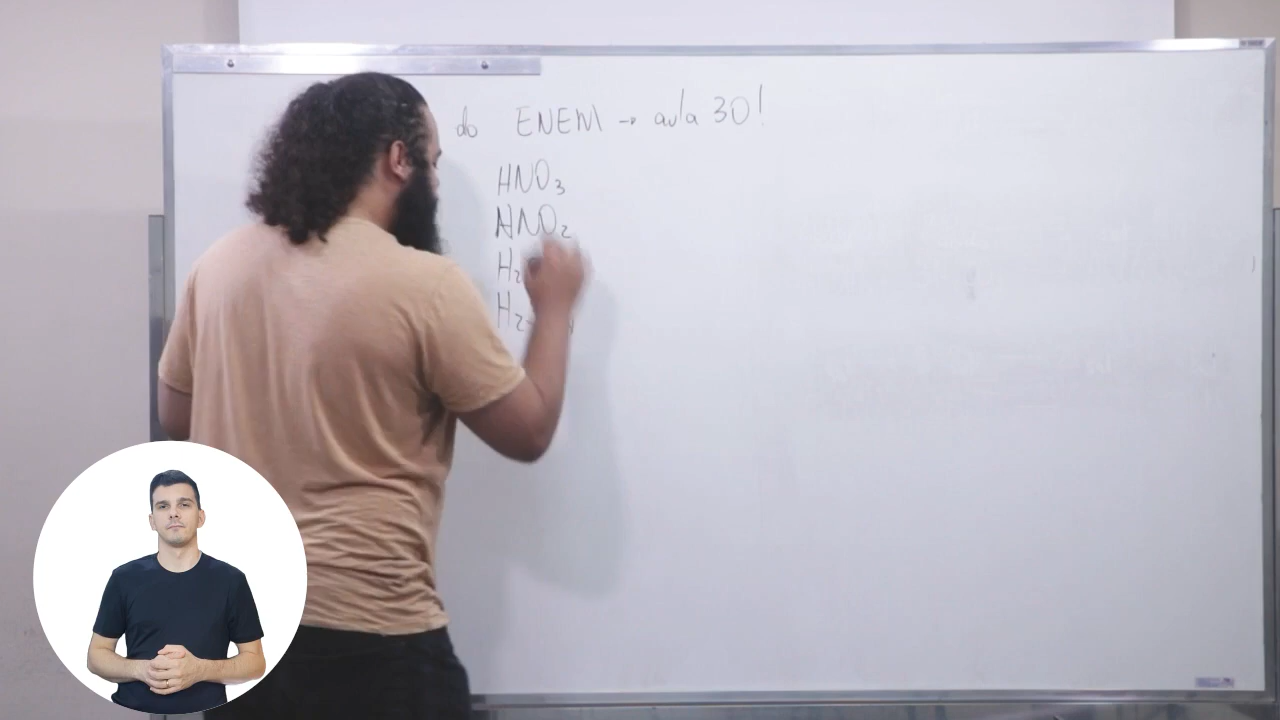 do ENEM → aula 30!
HNO₃
HNO₂
H₂
H₂